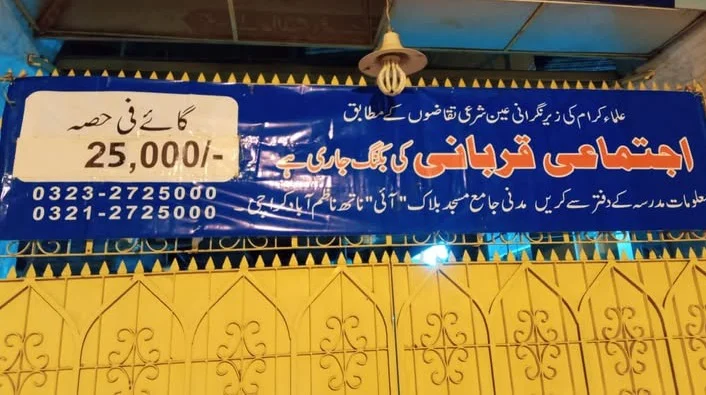 علماء کرام کی زیر نگرانی عین شرعی تقاضوں کے مطابق
اجتماعی قربانی کی بکنگ جاری ہے
معلومات مدرسہ کے دفتر سے کریں مدنی جامع مسجد بلاک "آئی" نارتھ ناظم آباد کراچی۔
گائے فی حصہ
25,000/-
0323-2725000
0321-2725000